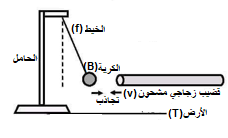 الخيط (f)
الحامل
الكرية (B)
قضيب زجاجي مشحون (v)
تجاذب
الأرض (T)